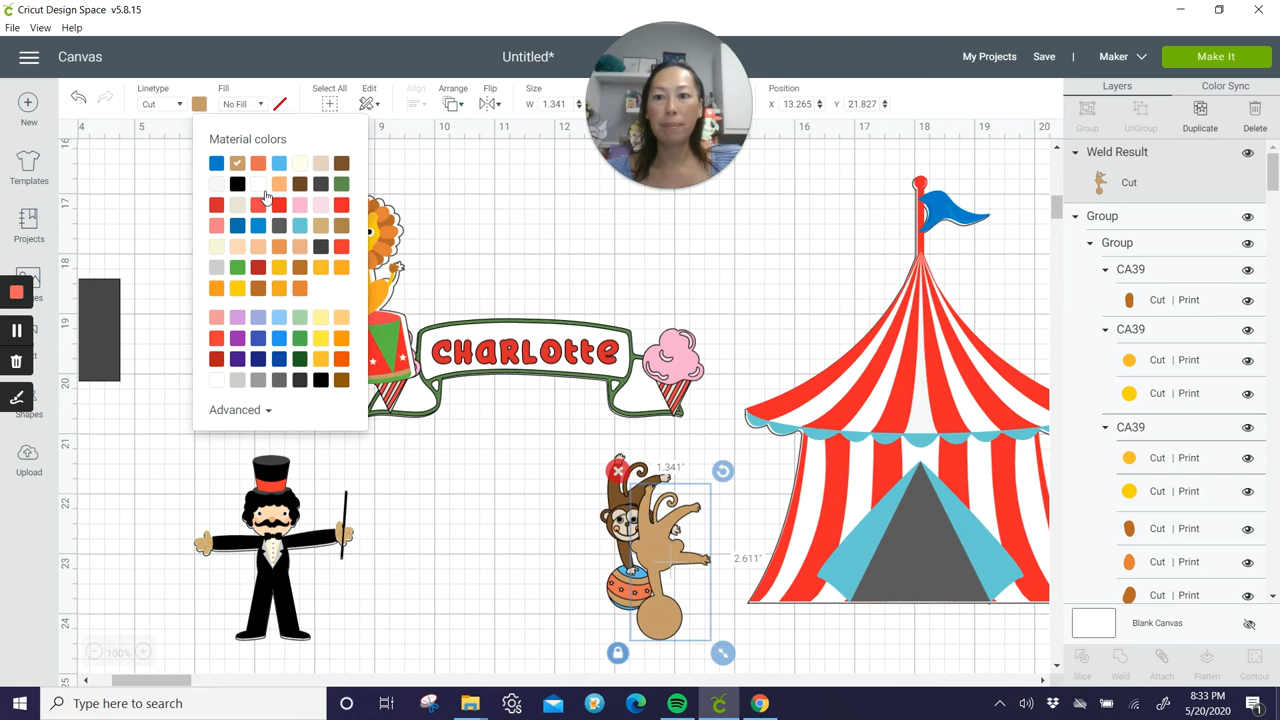 Cricut Design Space v5.8.15
File View Help
Canvas
Untitled*
My Projects Save | Maker Make It
Linetype
Cut
Fill
No Fill
Select All
Edit
Align
Arrange
Flip
Size
W 1.341
Position
X 13.265
Y 21.827
Layers
Color Sync
New
Templates
Projects
Shapes
Upload
Group
UnGroup
Duplicate
Delete
4 5 9 10 11 12 16 17 18 19 20
16
17
18
19
20
21
22
23
24
25
Material colors
Advanced
CHARLOTTE
1.341"
2.611"
100%
Weld Result
Cut
Group
Group
CA39
Cut | Print
CA39
Cut | Print
Cut | Print
CA39
Cut | Print
Cut | Print
Cut | Print
Cut | Print
Cut | Print
Blank Canvas
Slice
Weld
Attach
Flatten
Contour
Type here to search
8:33 PM
5/20/2020